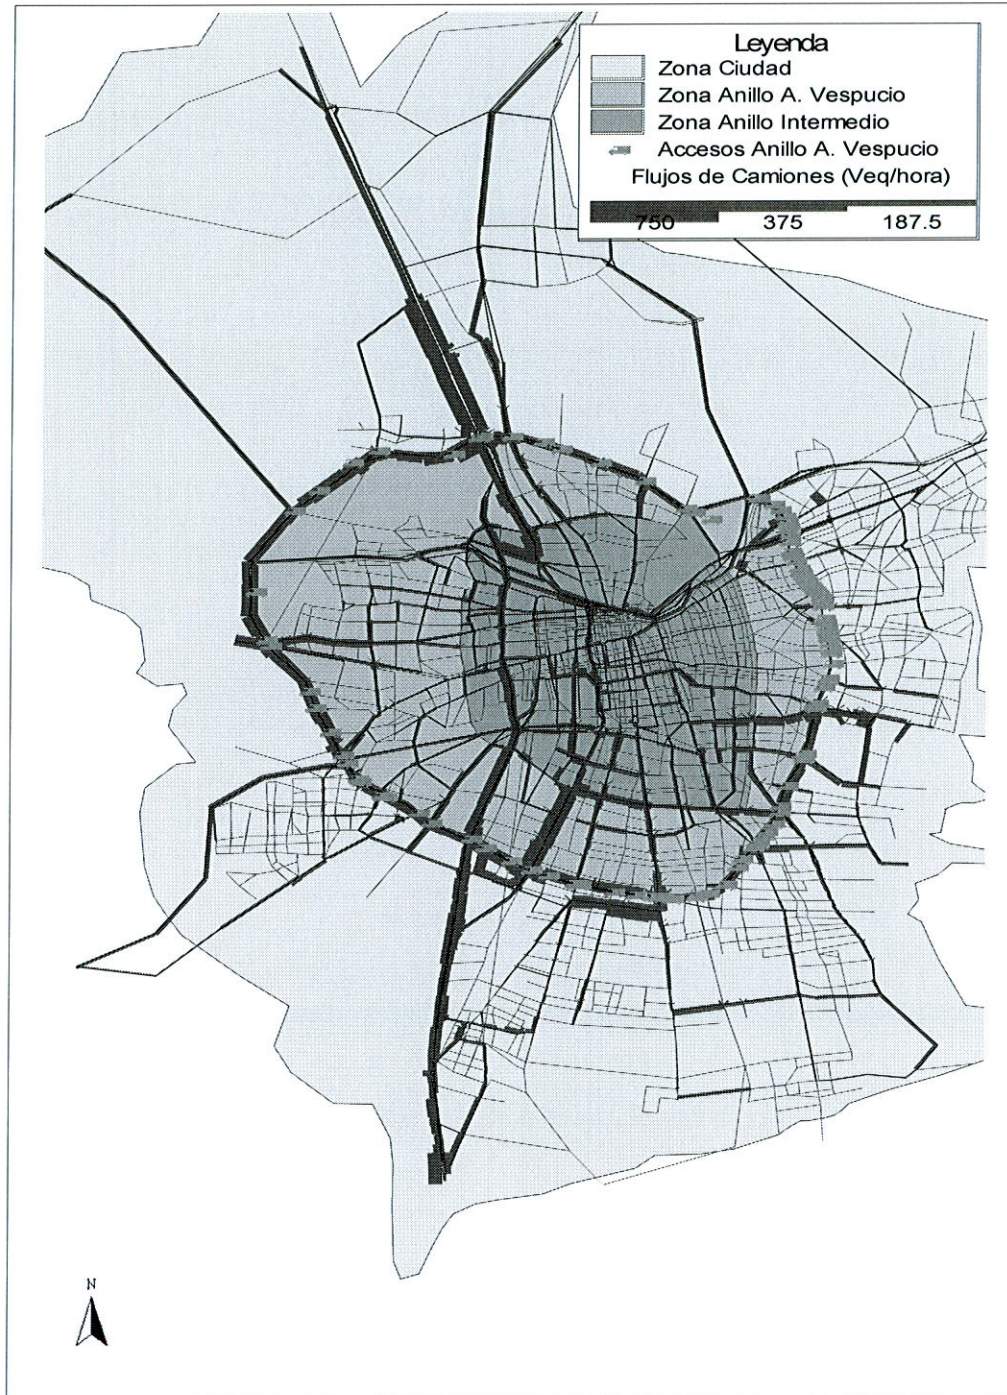 Leyenda
Zona Ciudad
Zona Anillo A. Vespucio
Zona Anillo Intermedio
Accesos Anillo A. Vespucio
Flujos de Camiones (Veq/hora)
750 375 187.5
N